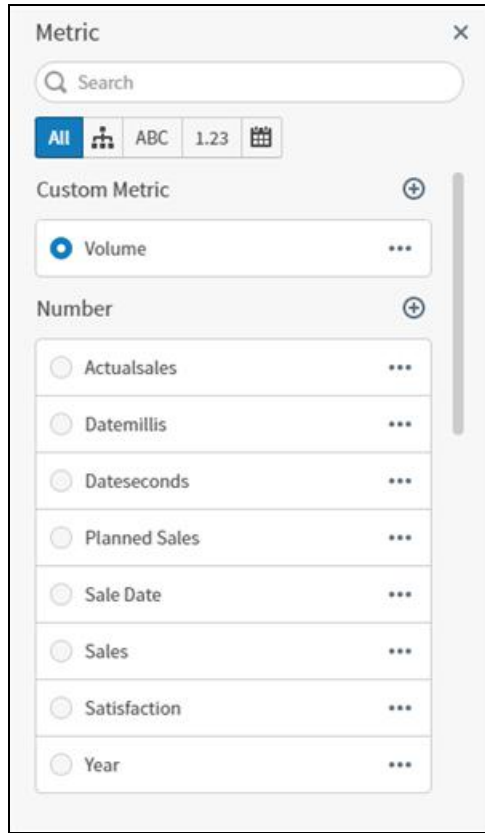 Metric
Search
All ABC 1.23
Custom Metric
Volume
Number
Actualsales
Datemillis
Dateseconds
Planned Sales
Sale Date
Sales
Satisfaction
Year